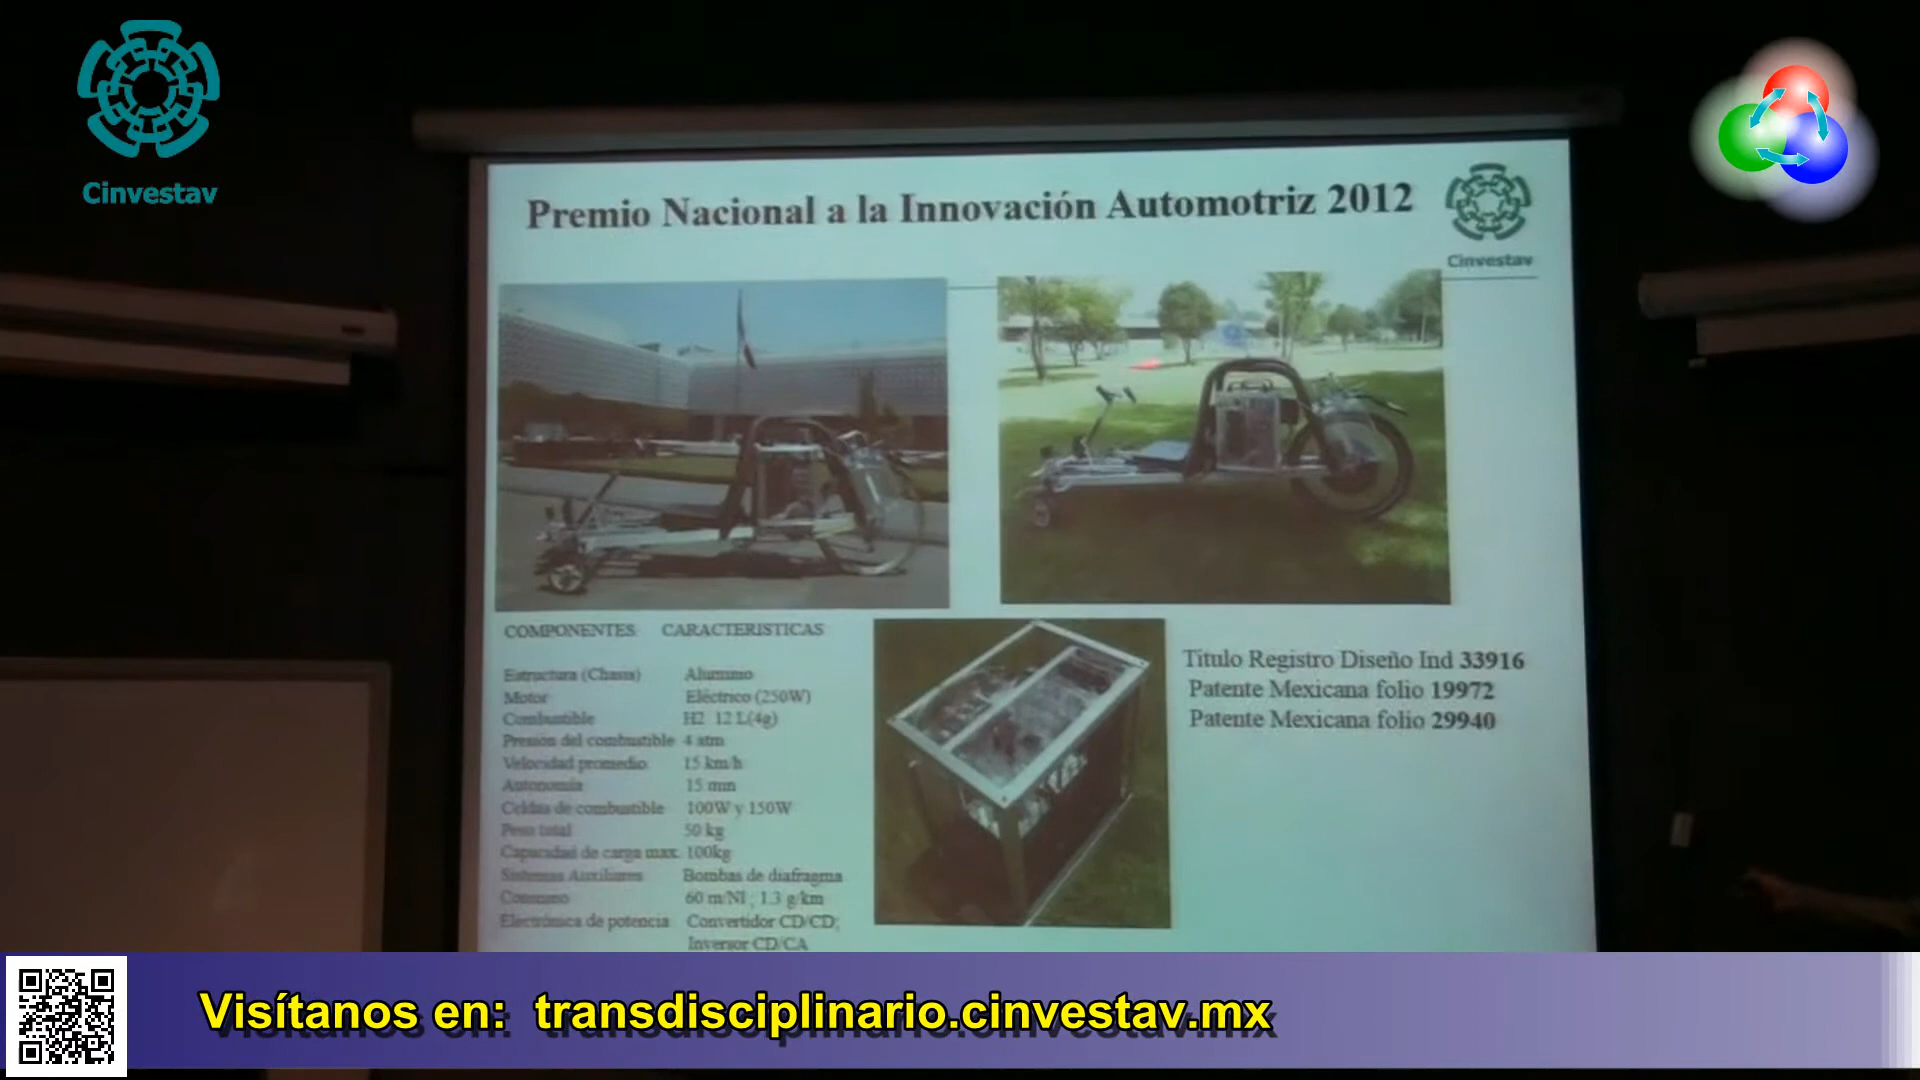 Cinvestav
Premio Nacional a la Innovación Automotriz 2012
Cinvestav
COMPONENTES CARACTERISTICAS
Estructura (Chasis) Aluminio
Motor Eléctrico (250W)
Combustible H2 12 L(4g)
Presión del combustible 4 atm
Velocidad promedio 15 km/h
Autonomía 15 min
Celdas de combustible 100W y 150W
Peso total 50 kg
Capacidad de carga max. 100kg
Sistemas Auxiliares Bombas de diafragma
Consumo 60 m/Nl ; 1.3 g/km
Electrónica de potencia Convertidor CD/CD;
Inversor CD/CA
Titulo Registro Diseño Ind 33916
Patente Mexicana folio 19972
Patente Mexicana folio 29940
Visítanos en: transdisciplinario.cinvestav.mx